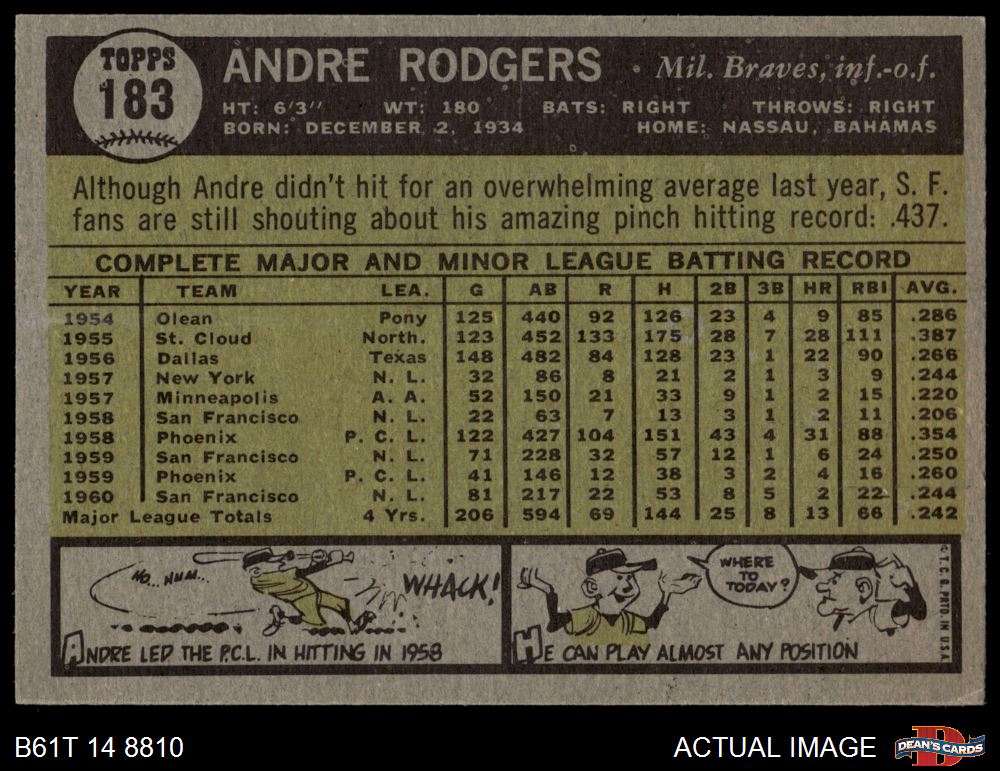 TOPPS
183
ANDRE RODGERS • Mil. Braves, inf.-o.f.
HT: 6'3" WT: 180 BATS: RIGHT THROWS: RIGHT
BORN: DECEMBER 2, 1934 HOME: NASSAU, BAHAMAS
Although Andre didn't hit for an overwhelming average last year, S. F.
fans are still shouting about his amazing pinch hitting record: .437.
COMPLETE MAJOR AND MINOR LEAGUE BATTING RECORD
YEAR TEAM LEA. G AB R H 2B 3B HR RBI AVG.
1954 Olean Pony 125 440 92 126 23 4 9 85 .286
1955 St. Cloud North. 123 452 133 175 28 7 28 111 .387
1956 Dallas Texas 148 482 84 128 23 1 22 90 .266
1957 New York N. L. 32 86 8 21 2 1 3 9 .244
1957 Minneapolis A. A. 52 150 21 33 9 1 2 15 .220
1958 San Francisco N. L. 22 63 7 13 3 1 2 11 .206
1958 Phoenix P. C. L. 122 427 104 151 43 4 31 88 .354
1959 San Francisco N. L. 71 228 32 57 12 1 6 24 .250
1959 Phoenix P. C. L. 41 146 12 38 3 2 4 16 .260
1960 San Francisco N. L. 81 217 22 53 8 5 2 22 .244
Major League Totals 4 Yrs. 206 594 69 144 25 8 13 66 .242
HO... HUM...
WHACK!
ANDRE LED THE P.C.L. IN HITTING IN 1958
WHERE
TO
TODAY?
HE CAN PLAY ALMOST ANY POSITION
© T. C. G. PRTD. IN U.S.A.
B61T 14 8810
ACTUAL IMAGE
DEAN'S CARDS